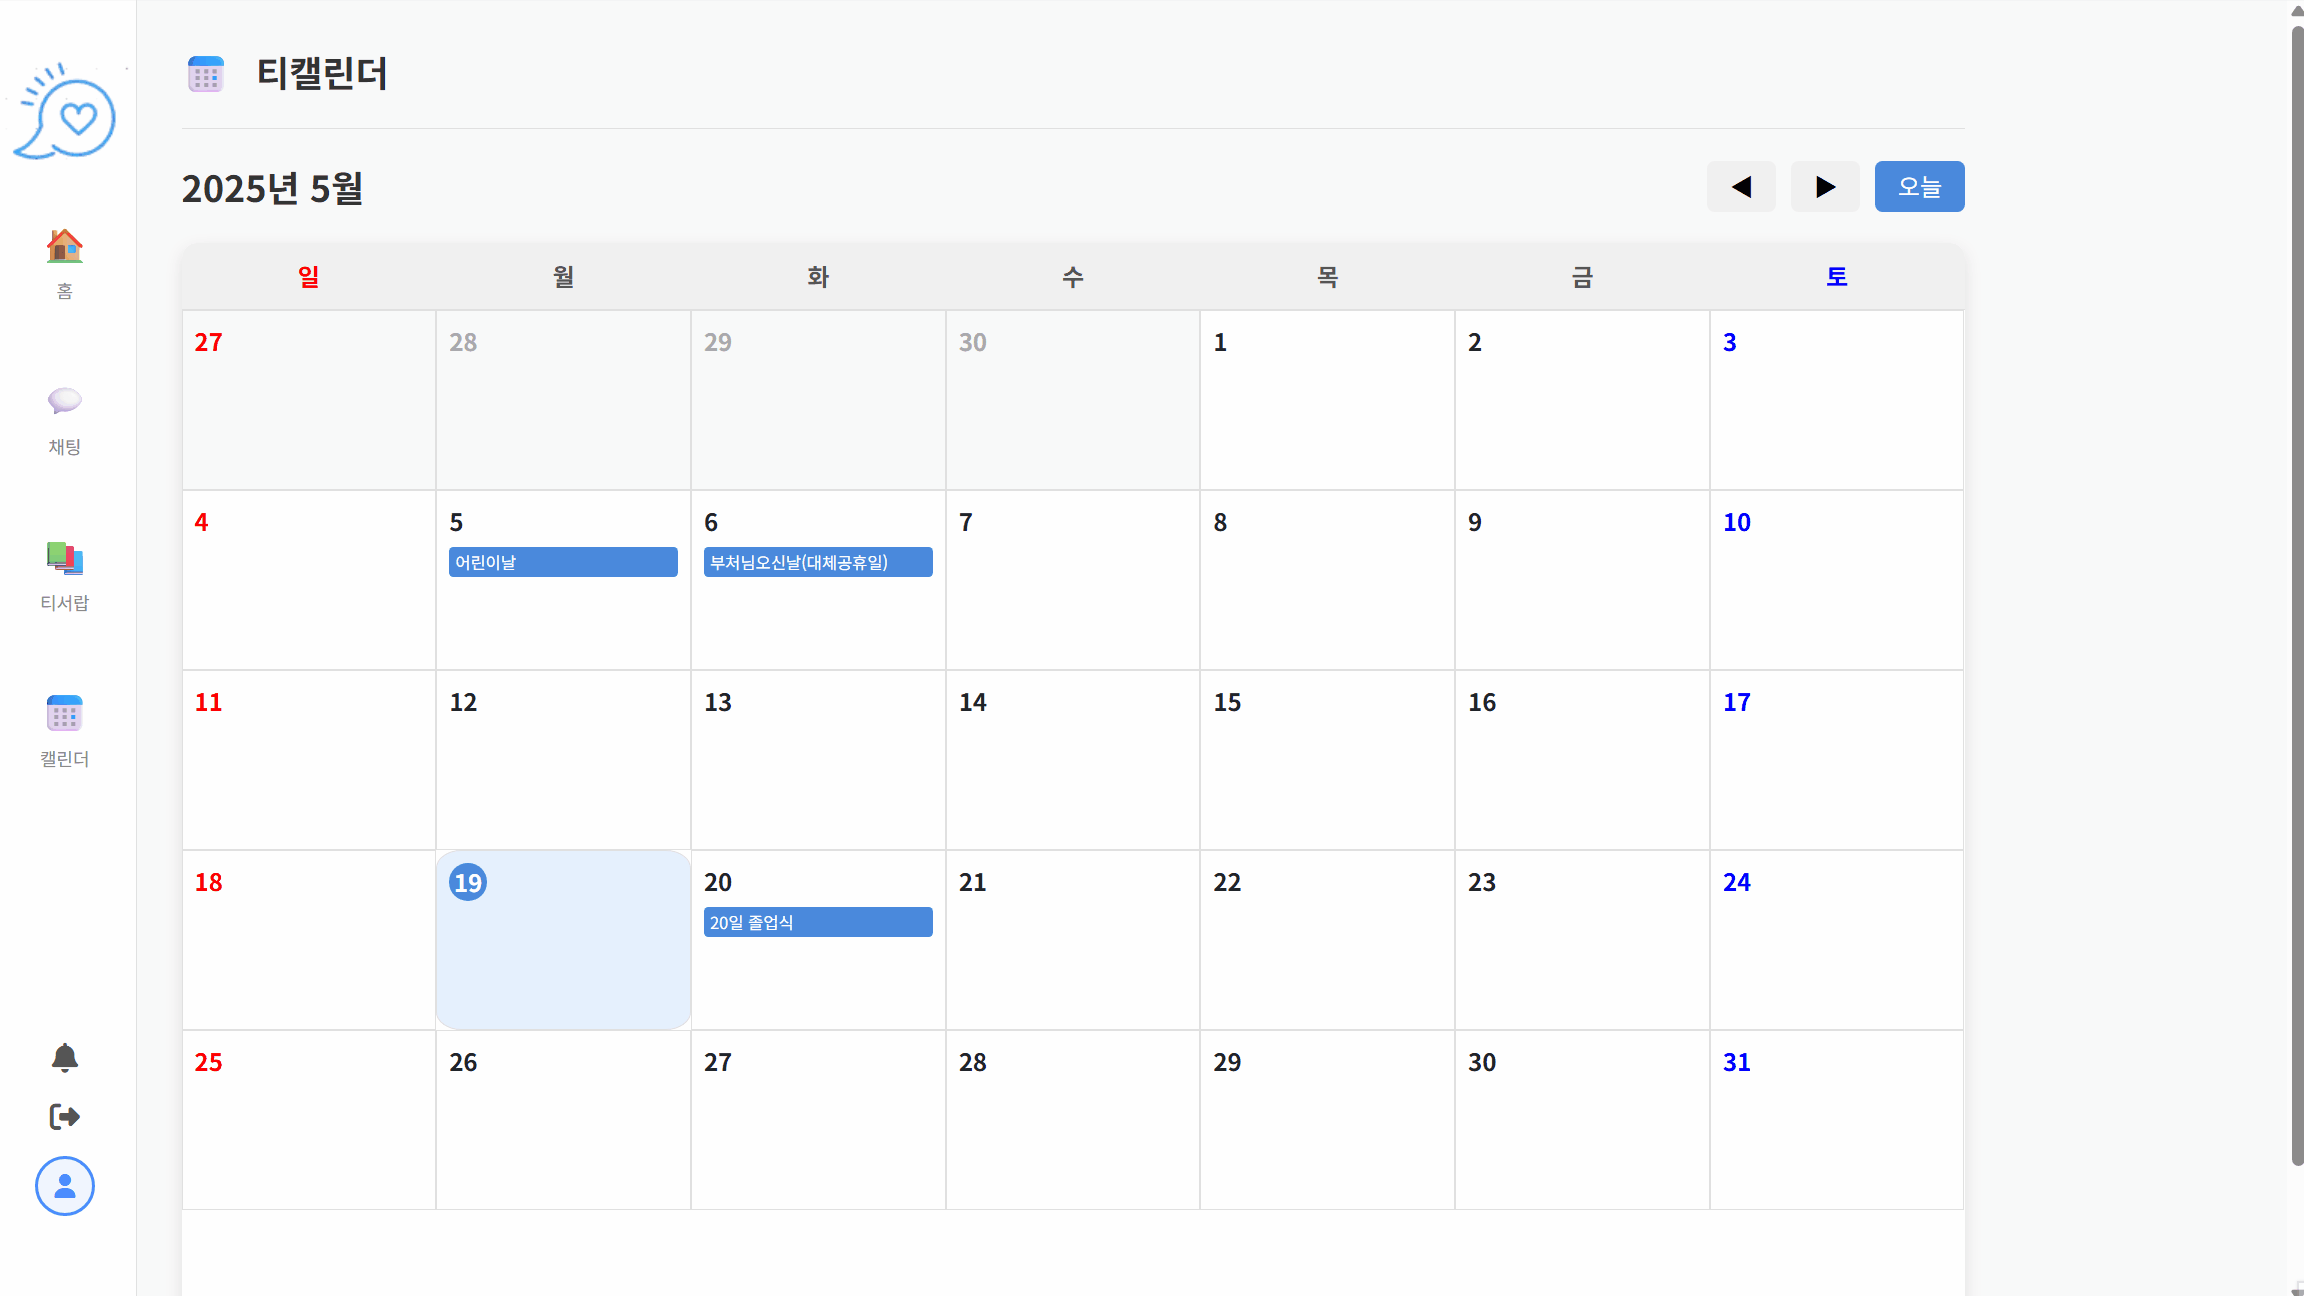 티캘린더
2025년 5월
◀ ▶ 오늘
일 월 화 수 목 금 토
27 28 29 30 1 2 3
4 5 6 7 8 9 10
어린이날 부처님오신날(대체공휴일)
11 12 13 14 15 16 17
18 19 20 21 22 23 24
20일 졸업식
25 26 27 28 29 30 31
홈
채팅
티서랍
캘린더